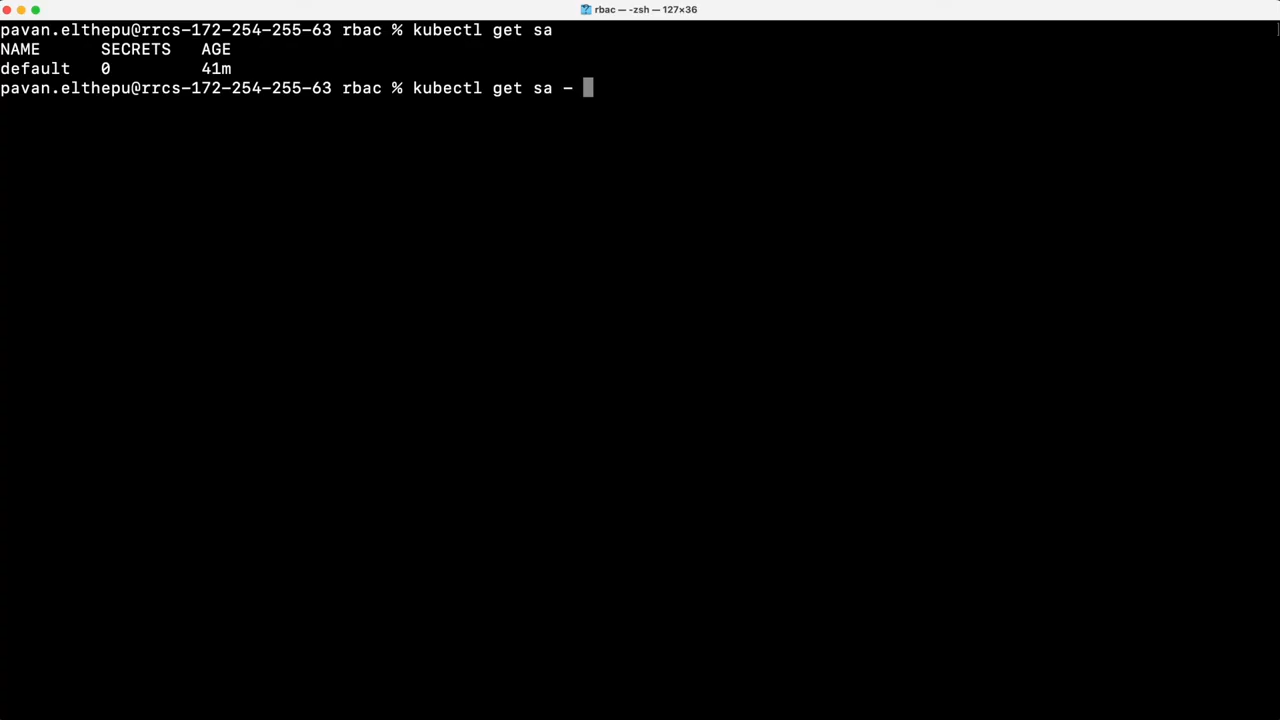 rbac — -zsh — 127×36
pavan.elthepu@rrcs-172-254-255-63 rbac % kubectl get sa
NAME SECRETS AGE
default 0 41m
pavan.elthepu@rrcs-172-254-255-63 rbac % kubectl get sa -